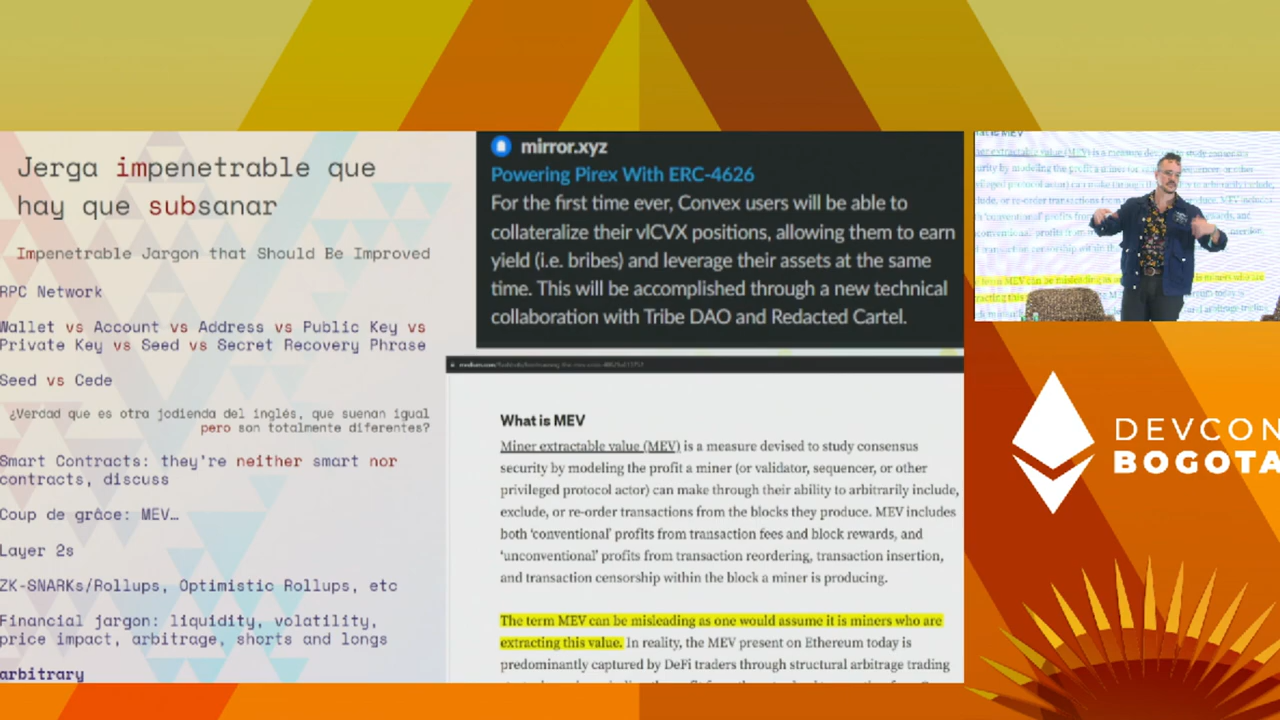 Jerga impenetrable que
hay que subsanar
Impenetrable Jargon that Should Be Improved
RPC Network
Wallet vs Account vs Address vs Public Key vs
Private Key vs Seed vs Secret Recovery Phrase
Seed vs Cede
¿Verdad que es otra jodienda del inglés, que suenan igual
pero son totalmente diferentes?
Smart Contracts: they're neither smart nor
contracts, discuss
Coup de grâce: MEV…
Layer 2s
ZK-SNARKs/Rollups, Optimistic Rollups, etc
Financial jargon: liquidity, volatility,
price impact, arbitrage, shorts and longs
arbitrary
mirror.xyz
Powering Pirex With ERC-4626
For the first time ever, Convex users will be able to
collateralize their vlCVX positions, allowing them to earn
yield (i.e. bribes) and leverage their assets at the same
time. This will be accomplished through a new technical
collaboration with Tribe DAO and Redacted Cartel.
What is MEV
Miner extractable value (MEV) is a measure devised to study consensus
security by modeling the profit a miner (or validator, sequencer, or other
privileged protocol actor) can make through their ability to arbitrarily include,
exclude, or re-order transactions from the blocks they produce. MEV includes
both 'conventional' profits from transaction fees and block rewards, and
'unconventional' profits from transaction reordering, transaction insertion,
and transaction censorship within the block a miner is producing.
The term MEV can be misleading as one would assume it is miners who are
extracting this value. In reality, the MEV present on Ethereum today is
predominantly captured by DeFi traders through structural arbitrage trading
DEVCON
BOGOTA